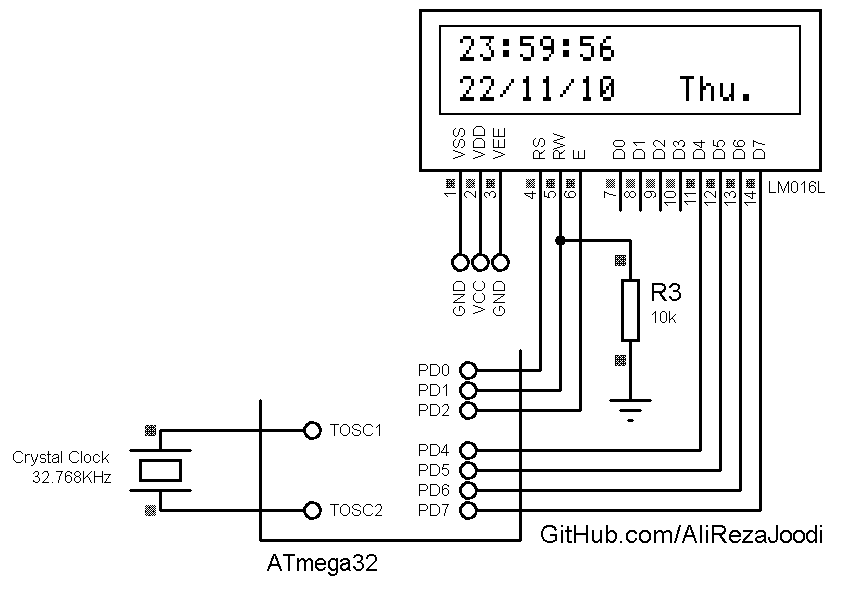 23:59:56
22/11/10 Thu.
VSS VDD VEE RS RW E D0 D1 D2 D3 D4 D5 D6 D7
1 2 3 4 5 6 7 8 9 10 11 12 13 14
LM016L
GND VCC GND
R3
10k
PD0
PD1
PD2
TOSC1
PD4
Crystal Clock
32.768KHz
PD5
PD6
TOSC2
PD7
GitHub.com/AliRezaJoodi
ATmega32